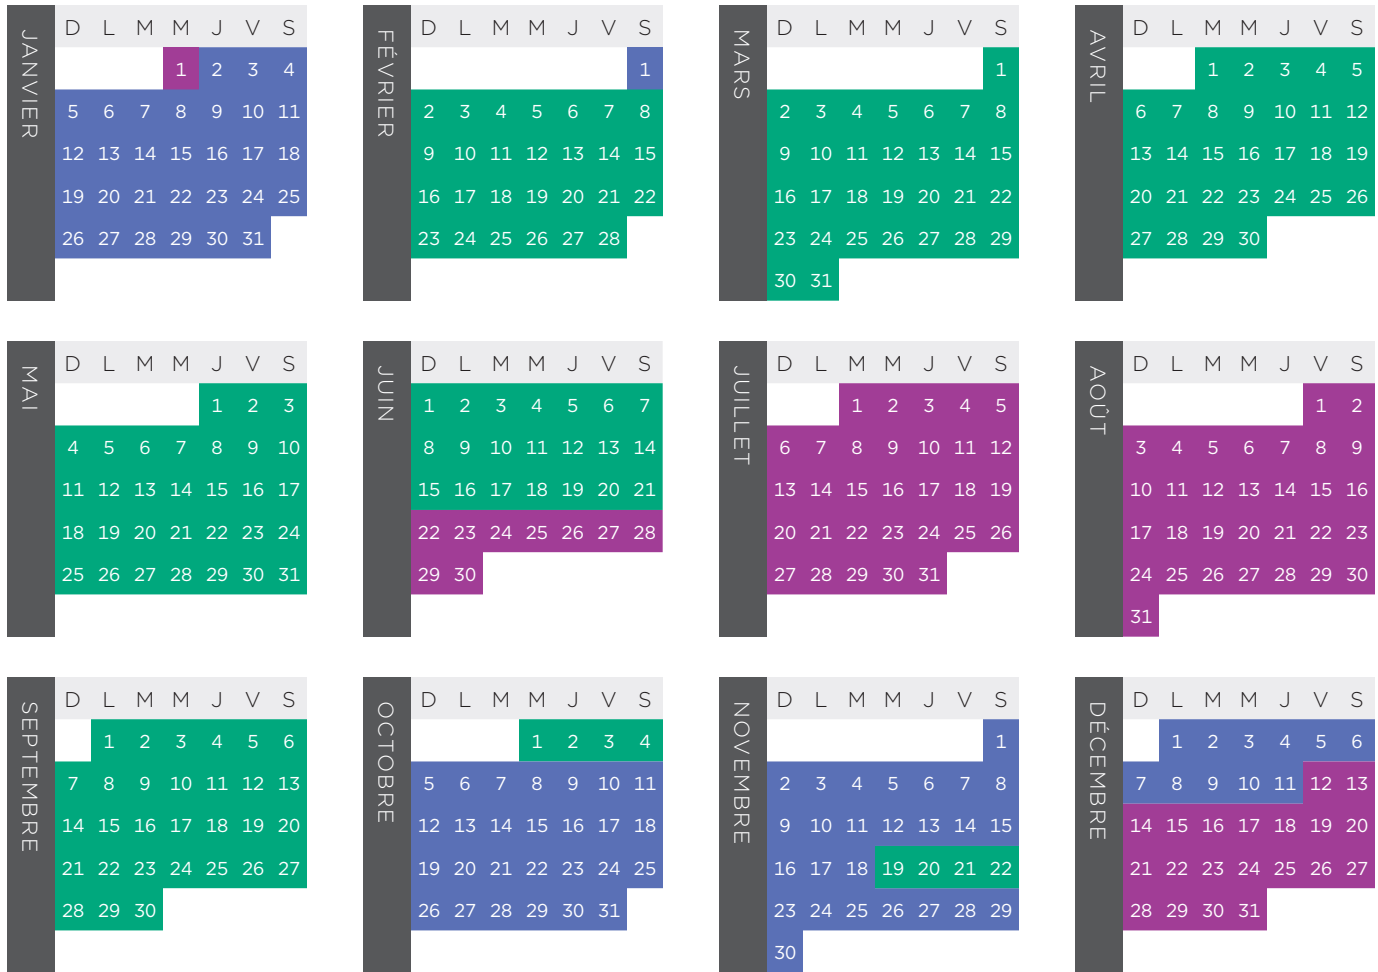 JANVIER
D L M M J V S
1 2 3 4
5 6 7 8 9 10 11
12 13 14 15 16 17 18
19 20 21 22 23 24 25
26 27 28 29 30 31
FÉVRIER
D L M M J V S
1
2 3 4 5 6 7 8
9 10 11 12 13 14 15
16 17 18 19 20 21 22
23 24 25 26 27 28
MARS
D L M M J V S
1
2 3 4 5 6 7 8
9 10 11 12 13 14 15
16 17 18 19 20 21 22
23 24 25 26 27 28 29
30 31
AVRIL
D L M M J V S
1 2 3 4 5
6 7 8 9 10 11 12
13 14 15 16 17 18 19
20 21 22 23 24 25 26
27 28 29 30
MAI
D L M M J V S
1 2 3
4 5 6 7 8 9 10
11 12 13 14 15 16 17
18 19 20 21 22 23 24
25 26 27 28 29 30 31
JUIN
D L M M J V S
1 2 3 4 5 6 7
8 9 10 11 12 13 14
15 16 17 18 19 20 21
22 23 24 25 26 27 28
29 30
JUILLET
D L M M J V S
1 2 3 4 5
6 7 8 9 10 11 12
13 14 15 16 17 18 19
20 21 22 23 24 25 26
27 28 29 30 31
AOÛT
D L M M J V S
1 2
3 4 5 6 7 8 9
10 11 12 13 14 15 16
17 18 19 20 21 22 23
24 25 26 27 28 29 30
31
SEPTEMBRE
D L M M J V S
1 2 3 4 5 6
7 8 9 10 11 12 13
14 15 16 17 18 19 20
21 22 23 24 25 26 27
28 29 30
OCTOBRE
D L M M J V S
1 2 3 4
5 6 7 8 9 10 11
12 13 14 15 16 17 18
19 20 21 22 23 24 25
26 27 28 29 30 31
NOVEMBRE
D L M M J V S
1
2 3 4 5 6 7 8
9 10 11 12 13 14 15
16 17 18 19 20 21 22
23 24 25 26 27 28 29
30
DÉCEMBRE
D L M M J V S
1 2 3 4 5 6
7 8 9 10 11 12 13
14 15 16 17 18 19 20
21 22 23 24 25 26 27
28 29 30 31